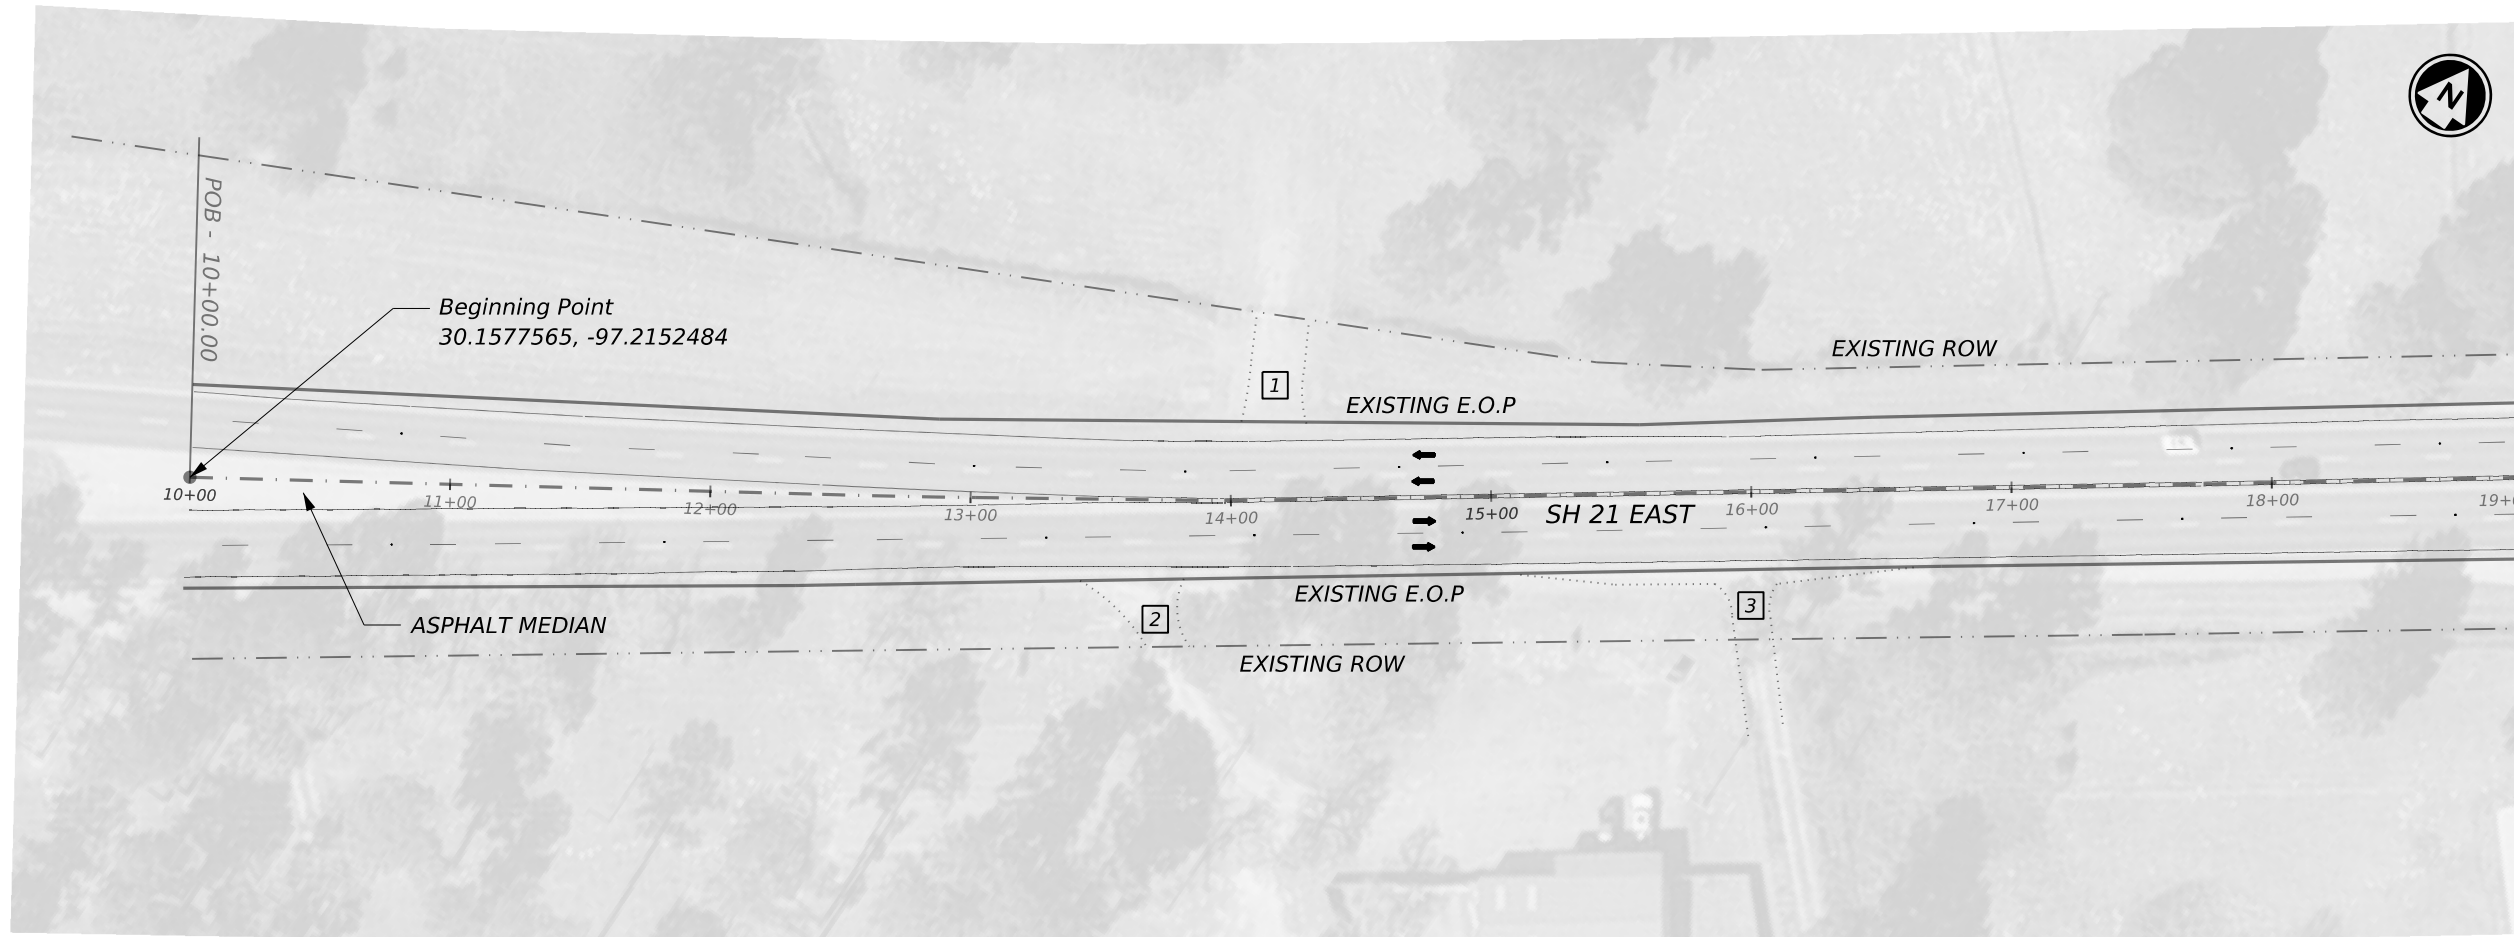 N
POB - 10+00.00
Beginning Point
30.1577565, -97.2152484
EXISTING ROW
1
EXISTING E.O.P
10+00
11+00
12+00
13+00
14+00
15+00
SH 21 EAST
16+00
17+00
18+00
EXISTING E.O.P
2
3
ASPHALT MEDIAN
EXISTING ROW